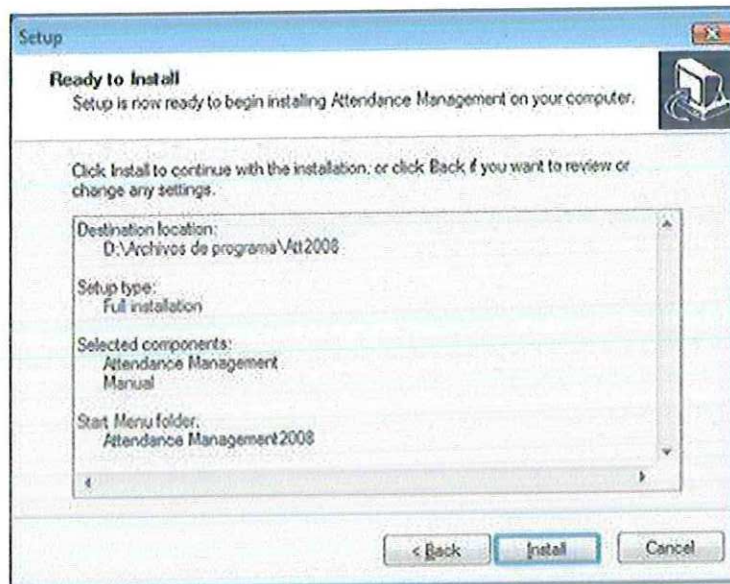 Setup
Ready to Install
Setup is now ready to begin installing Attendance Management on your computer.
Click Install to continue with the installation, or click Back if you want to review or
change any settings.
Destination location:
D:\Archivos de programa\Att2008
Setup type:
Full installation
Selected components:
Attendance Management
Manual
Start Menu folder:
Attendance Management2008
< Back
Install
Cancel